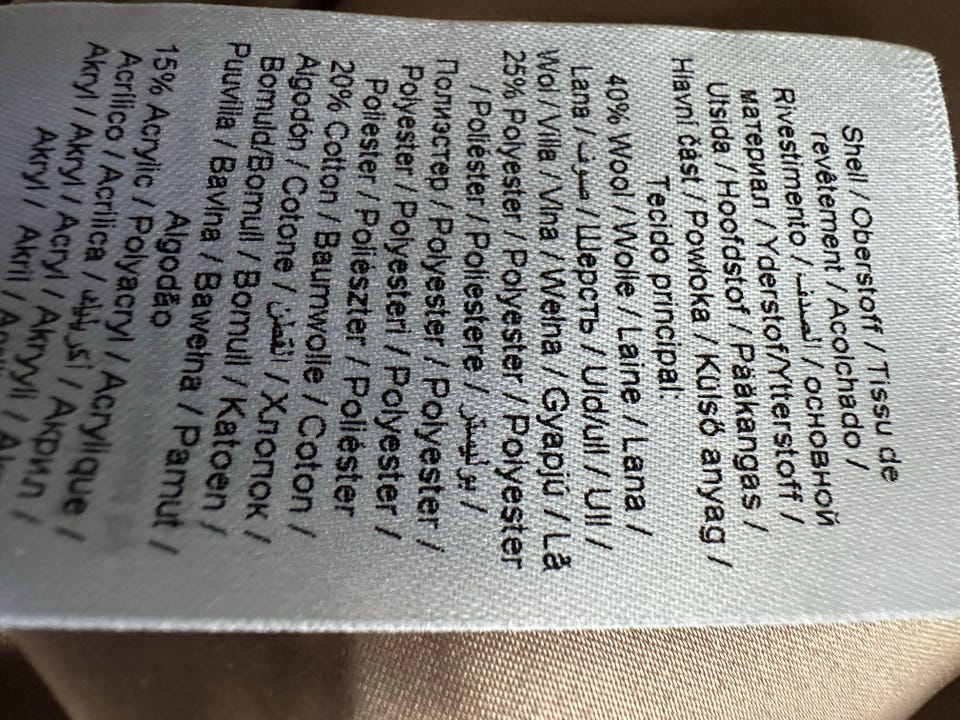 Shell / Oberstoff / Tissu de
revêtement / Acolchado /
Rivestimento / لصدف / основной
материал / Yderstof/Ytterstoff /
Utsida / Hoofdstof / Pääkangas /
Hlavní část / Powłoka / Külső anyag /
Tecido principal:
40% Wool / Wolle / Laine / Lana /
Lana / صوف / Шерсть / Uld/ull / Ull /
Wol / Villa / Vlna / Wełna / Gyapjú / Lã
25% Polyester / Polyester / Polyester
/ Poliéster / Poliestere / بوليستر /
Полиэстер / Polyester / Polyester /
Polyester / Polyesteri / Polyester /
Poliester / Poliészter / Poliéster
20% Cotton / Baumwolle / Coton /
Algodón / Cotone / القطن / Хлопок /
Bomuld/Bomull / Bomull / Katoen /
Puuvilla / Bavlna / Bawełna / Pamut /
Algodão
15% Acrylic / Polyacryl / Acrylique /
Acrílico / Acrilica / أكريليك / Акрил /
Akryl / Akryl / Acryl / Akryyli /
Akryl / Akryl / Akril /